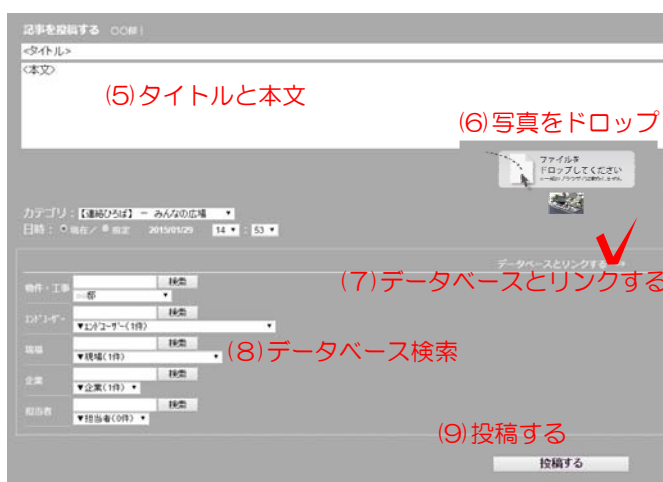 記事を投稿する ○○邸 |
<タイトル>
<本文>
(5)タイトルと本文
(6)写真をドロップ
ファイルを
ドロップしてください
カテゴリ: 【連絡ひろば】 - みんなの広場 ▼
日時: 現在 / 指定 2015/01/29 14 ▼ : 53 ▼
データベースとリンクする
(7)データベースとリンクする
物件・工事 検索
邸 ▼
エンドユーザー 検索
▼エンドユーザー(1件) ▼
現場 検索
▼現場(1件) ▼
(8)データベース検索
企業 検索
▼企業(1件) ▼
担当者 検索
▼担当者(0件) ▼
(9)投稿する
投稿する